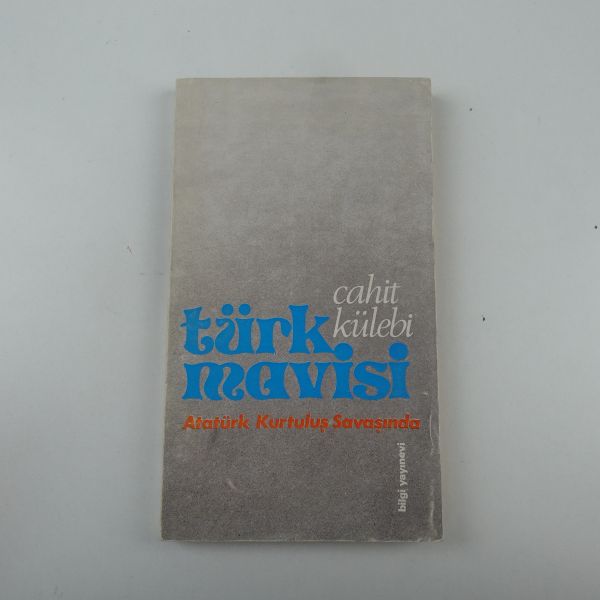 cahit
külebi
türk
mavisi
Atatürk Kurtuluş Savaşında
bilgi yayınevi